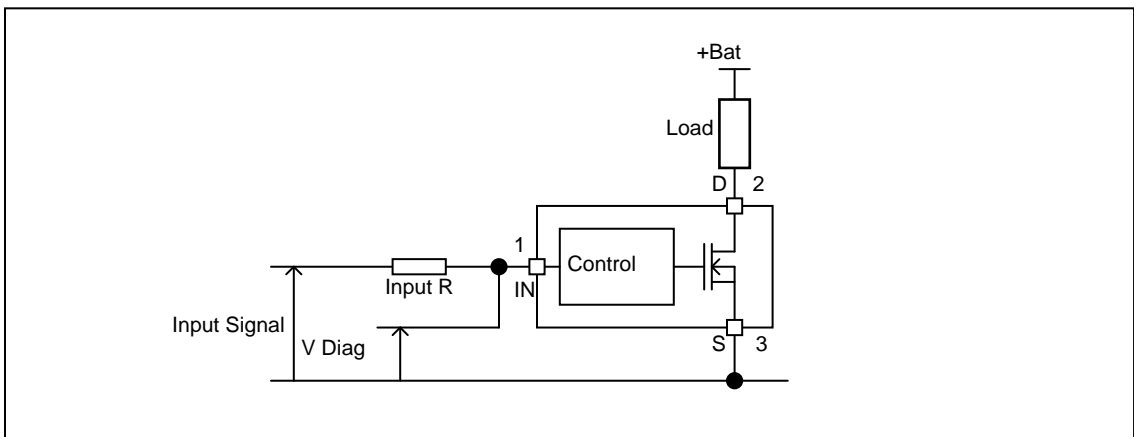 +Bat
Load
D 2
1
Control
Input R
IN
Input Signal
V Diag
S 3